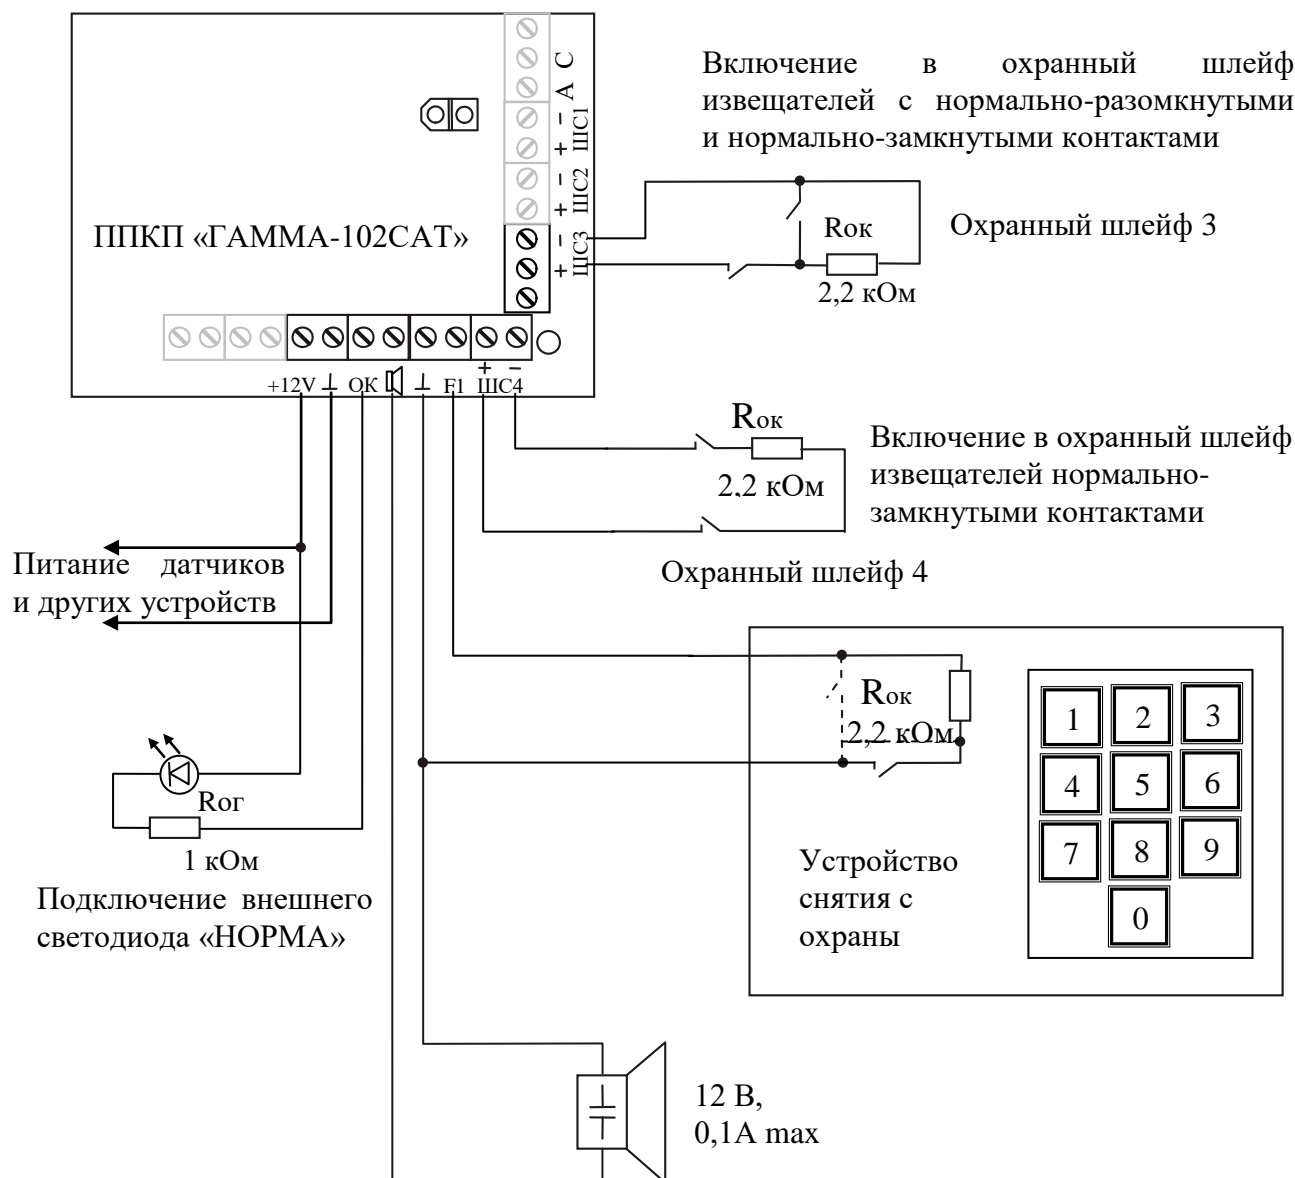 Включение в охранный шлейф
извещателей с нормально-разомкнутыми
и нормально-замкнутыми контактами
А С
- + ШС1
- + ШС2
- + ШС3
ППКП «ГАММА-102САТ»
Rок
2,2 кОм
Охранный шлейф 3
+12V ⊥ ОК ⊥ F1 + - ШС4
Rок
2,2 кОм
Включение в охранный шлейф
извещателей нормально-
замкнутыми контактами
Охранный шлейф 4
Питание датчиков
и других устройств
Rок
2,2 кОм
1 2 3
4 5 6
7 8 9
0
Устройство
снятия с
охраны
Rог
1 кОм
Подключение внешнего
светодиода «НОРМА»
12 В,
0,1А max